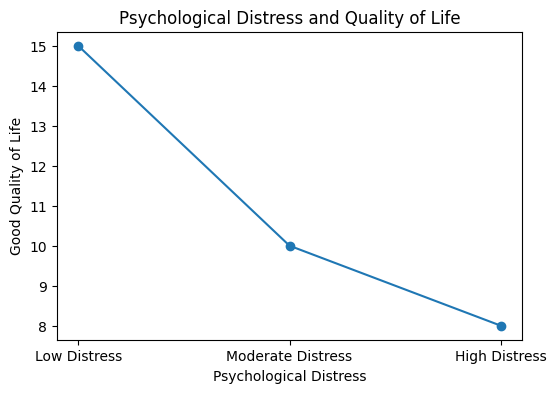 Psychological Distress and Quality of Life
Good Quality of Life
15
14
13
12
11
10
9
8
Low Distress
Moderate Distress
High Distress
Psychological Distress